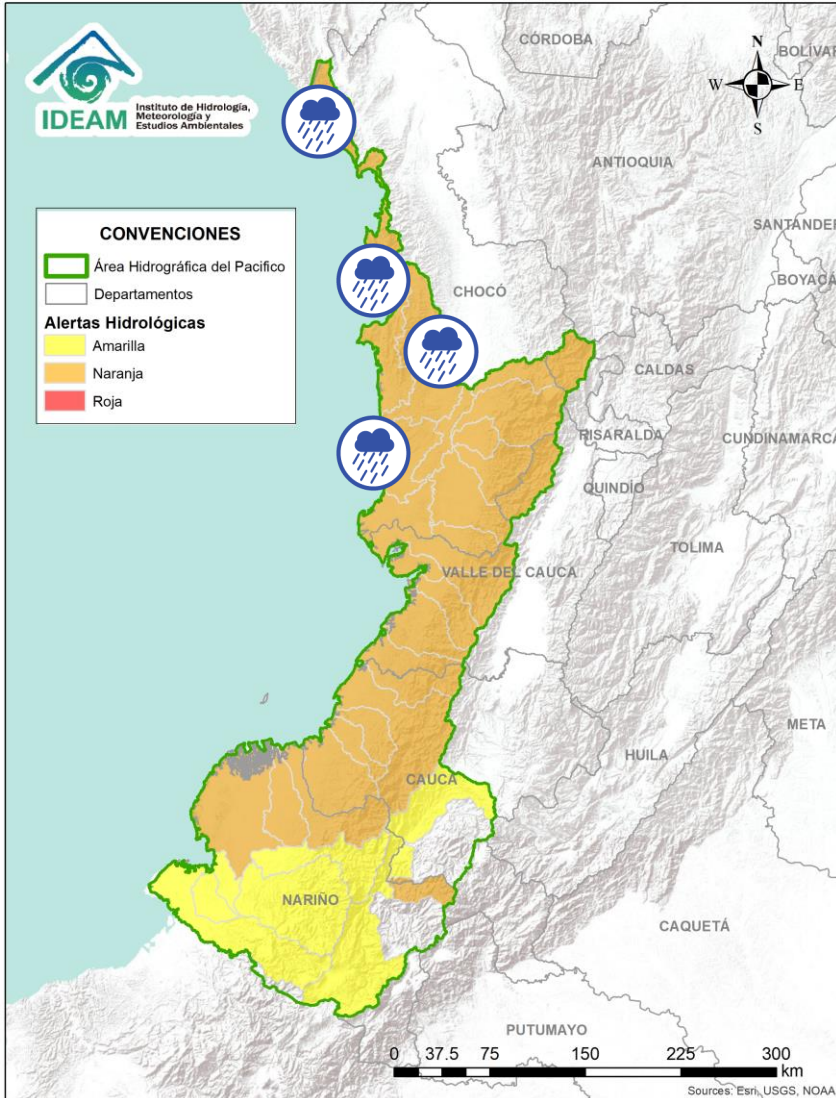 IDEAM
Instituto de Hidrología,
Meteorología y
Estudios Ambientales
CÓRDOBA
BOLÍVAR
N
W
E
S
ANTIOQUIA
CONVENCIONES
Área Hidrográfica del Pacifico
Departamentos
Alertas Hidrológicas
Amarilla
Naranja
Roja
SANTANDER
BOYACÁ
CHOCÓ
CALDAS
RISARALDA
CUNDINAMARCA
QUINDÍO
TOLIMA
VALLE DEL CAUCA
META
HUILA
CAUCA
NARIÑO
CAQUETÁ
PUTUMAYO
0 37.5 75 150 225 300
km
Sources: Esri, USGS, NOAA